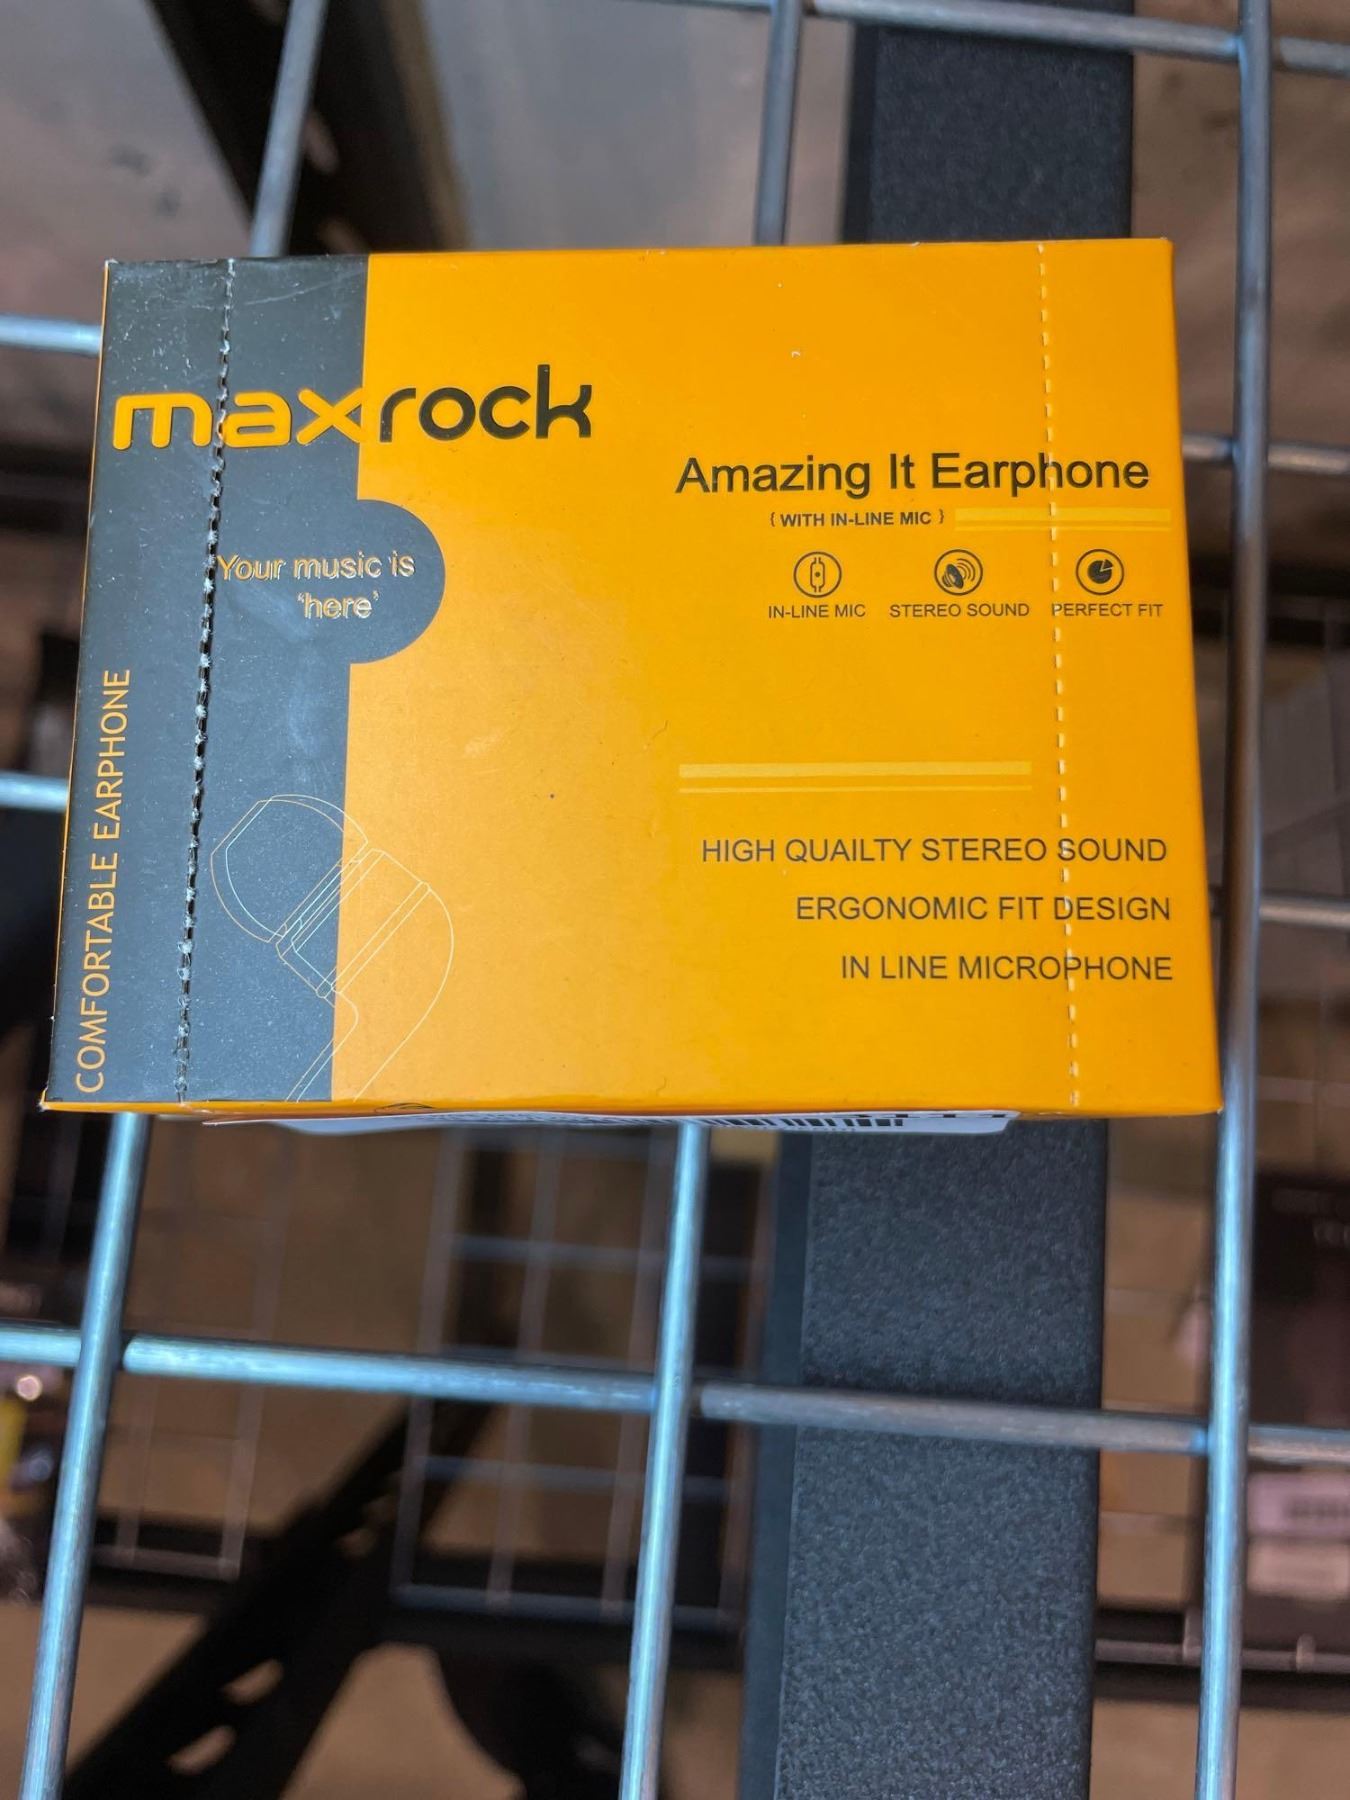 maxrock
Your music is
'here'
COMFORTABLE EARPHONE
Amazing It Earphone
{ WITH IN-LINE MIC }
IN-LINE MIC STEREO SOUND PERFECT FIT
HIGH QUAILTY STEREO SOUND
ERGONOMIC FIT DESIGN
IN LINE MICROPHONE